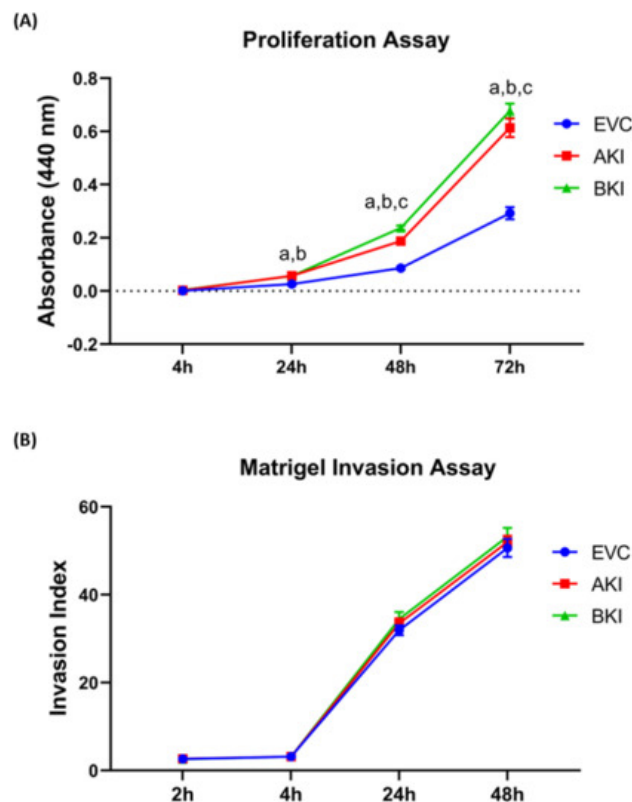 (A)
Proliferation Assay
Absorbance (440 nm)
0.8
0.6
0.4
0.2
0.0
-0.2
a,b
a,b,c
a,b,c
4h 24h 48h 72h
EVC
AKI
BKI
(B)
Matrigel Invasion Assay
Invasion Index
60
40
20
0
2h 4h 24h 48h
EVC
AKI
BKI